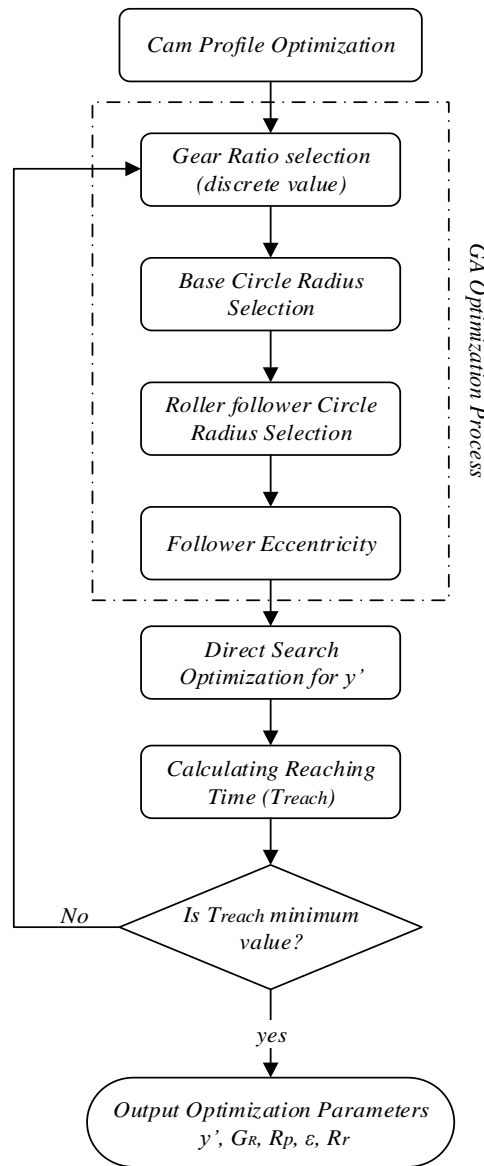 Cam Profile Optimization
Gear Ratio selection
(discrete value)
Base Circle Radius
Selection
Roller follower Circle
Radius Selection
Follower Eccentricity
GA Optimization Process
Direct Search
Optimization for y’
Calculating Reaching
Time (Treach)
Is Treach minimum
value?
No
yes
Output Optimization Parameters
y’, GR, Rp, ε, Rr